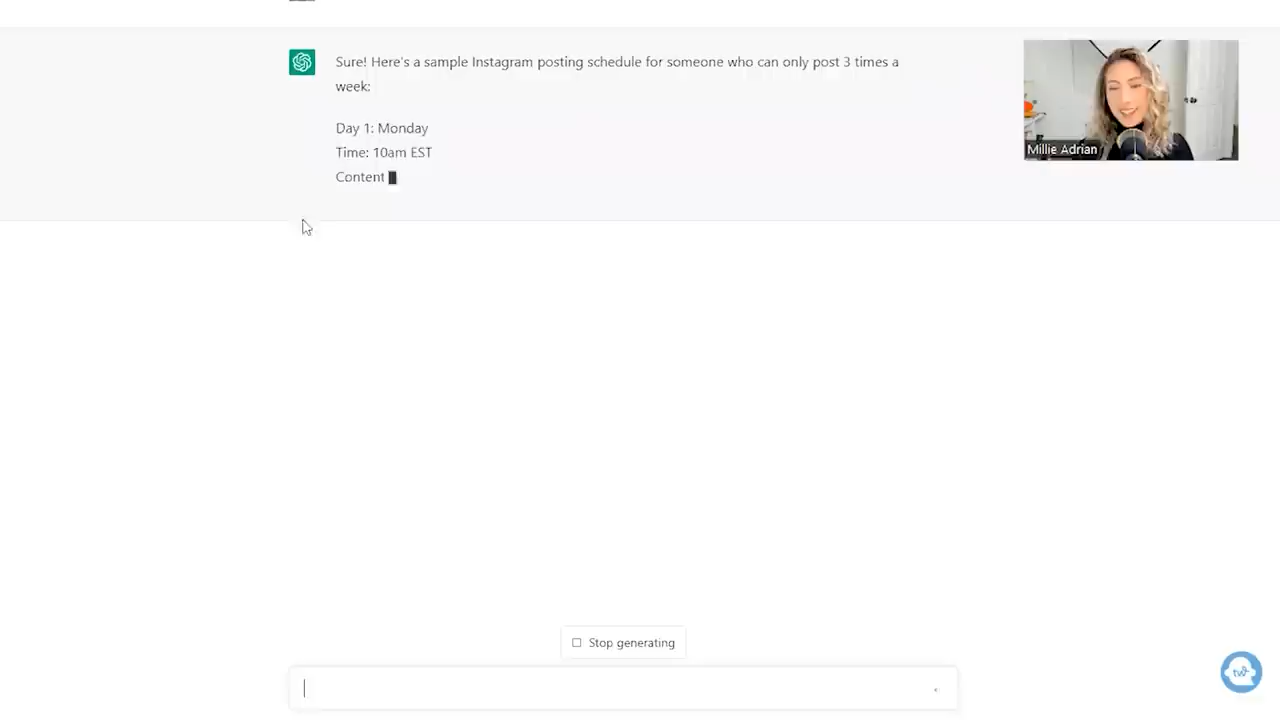 Sure! Here's a sample Instagram posting schedule for someone who can only post 3 times a
week:
Day 1: Monday
Time: 10am EST
Content
Millie Adrian
Stop generating
tw